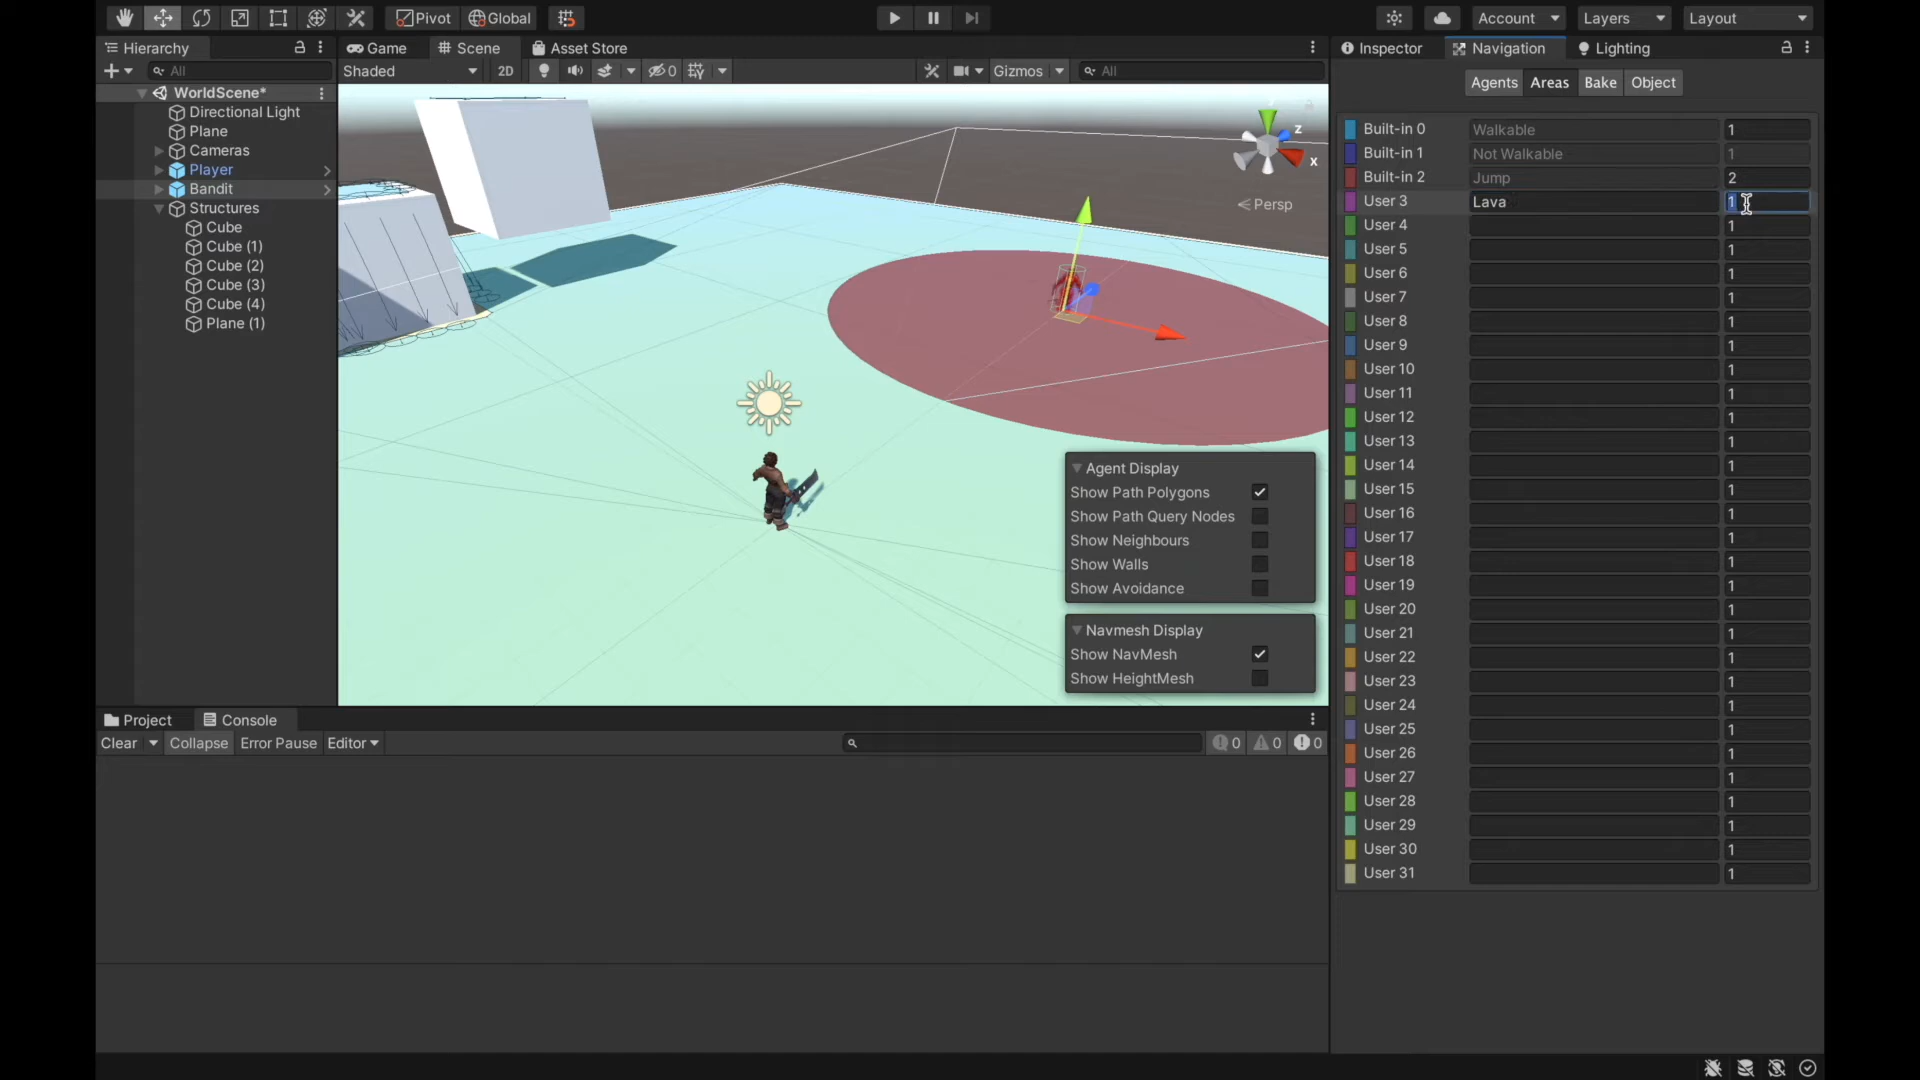 Pivot Global Account Layers Layout
Hierarchy Game Scene Asset Store Inspector Navigation Lighting
All Shaded 2D 0 Gizmos All
Agents Areas Bake Object
WorldScene*
Directional Light
Plane
Cameras
Player
Bandit
Structures
Cube
Cube (1)
Cube (2)
Cube (3)
Cube (4)
Plane (1)
z
x
Persp
Agent Display
Show Path Polygons
Show Path Query Nodes
Show Neighbours
Show Walls
Show Avoidance
Navmesh Display
Show NavMesh
Show HeightMesh
Built-in 0 Walkable 1
Built-in 1 Not Walkable 1
Built-in 2 Jump 2
User 3 Lava 1
User 4 1
User 5 1
User 6 1
User 7 1
User 8 1
User 9 1
User 10 1
User 11 1
User 12 1
User 13 1
User 14 1
User 15 1
User 16 1
User 17 1
User 18 1
User 19 1
User 20 1
User 21 1
User 22 1
User 23 1
User 24 1
User 25 1
User 26 1
User 27 1
User 28 1
User 29 1
User 30 1
User 31 1
Project Console
Clear Collapse Error Pause Editor 0 0 0